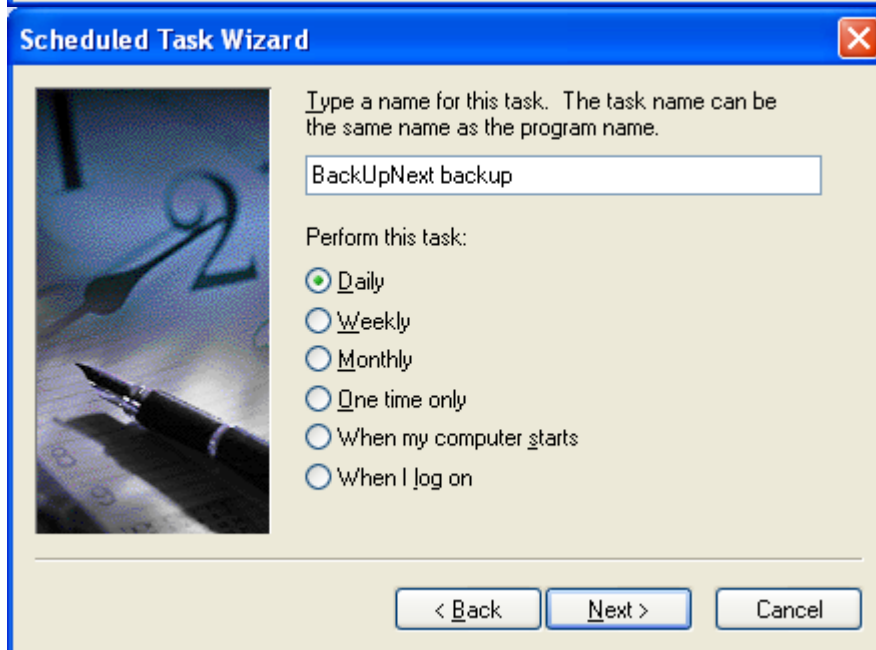 Scheduled Task Wizard
Type a name for this task. The task name can be
the same name as the program name.
BackUpNext backup
Perform this task:
Daily
Weekly
Monthly
One time only
When my computer starts
When I log on
< Back
Next >
Cancel